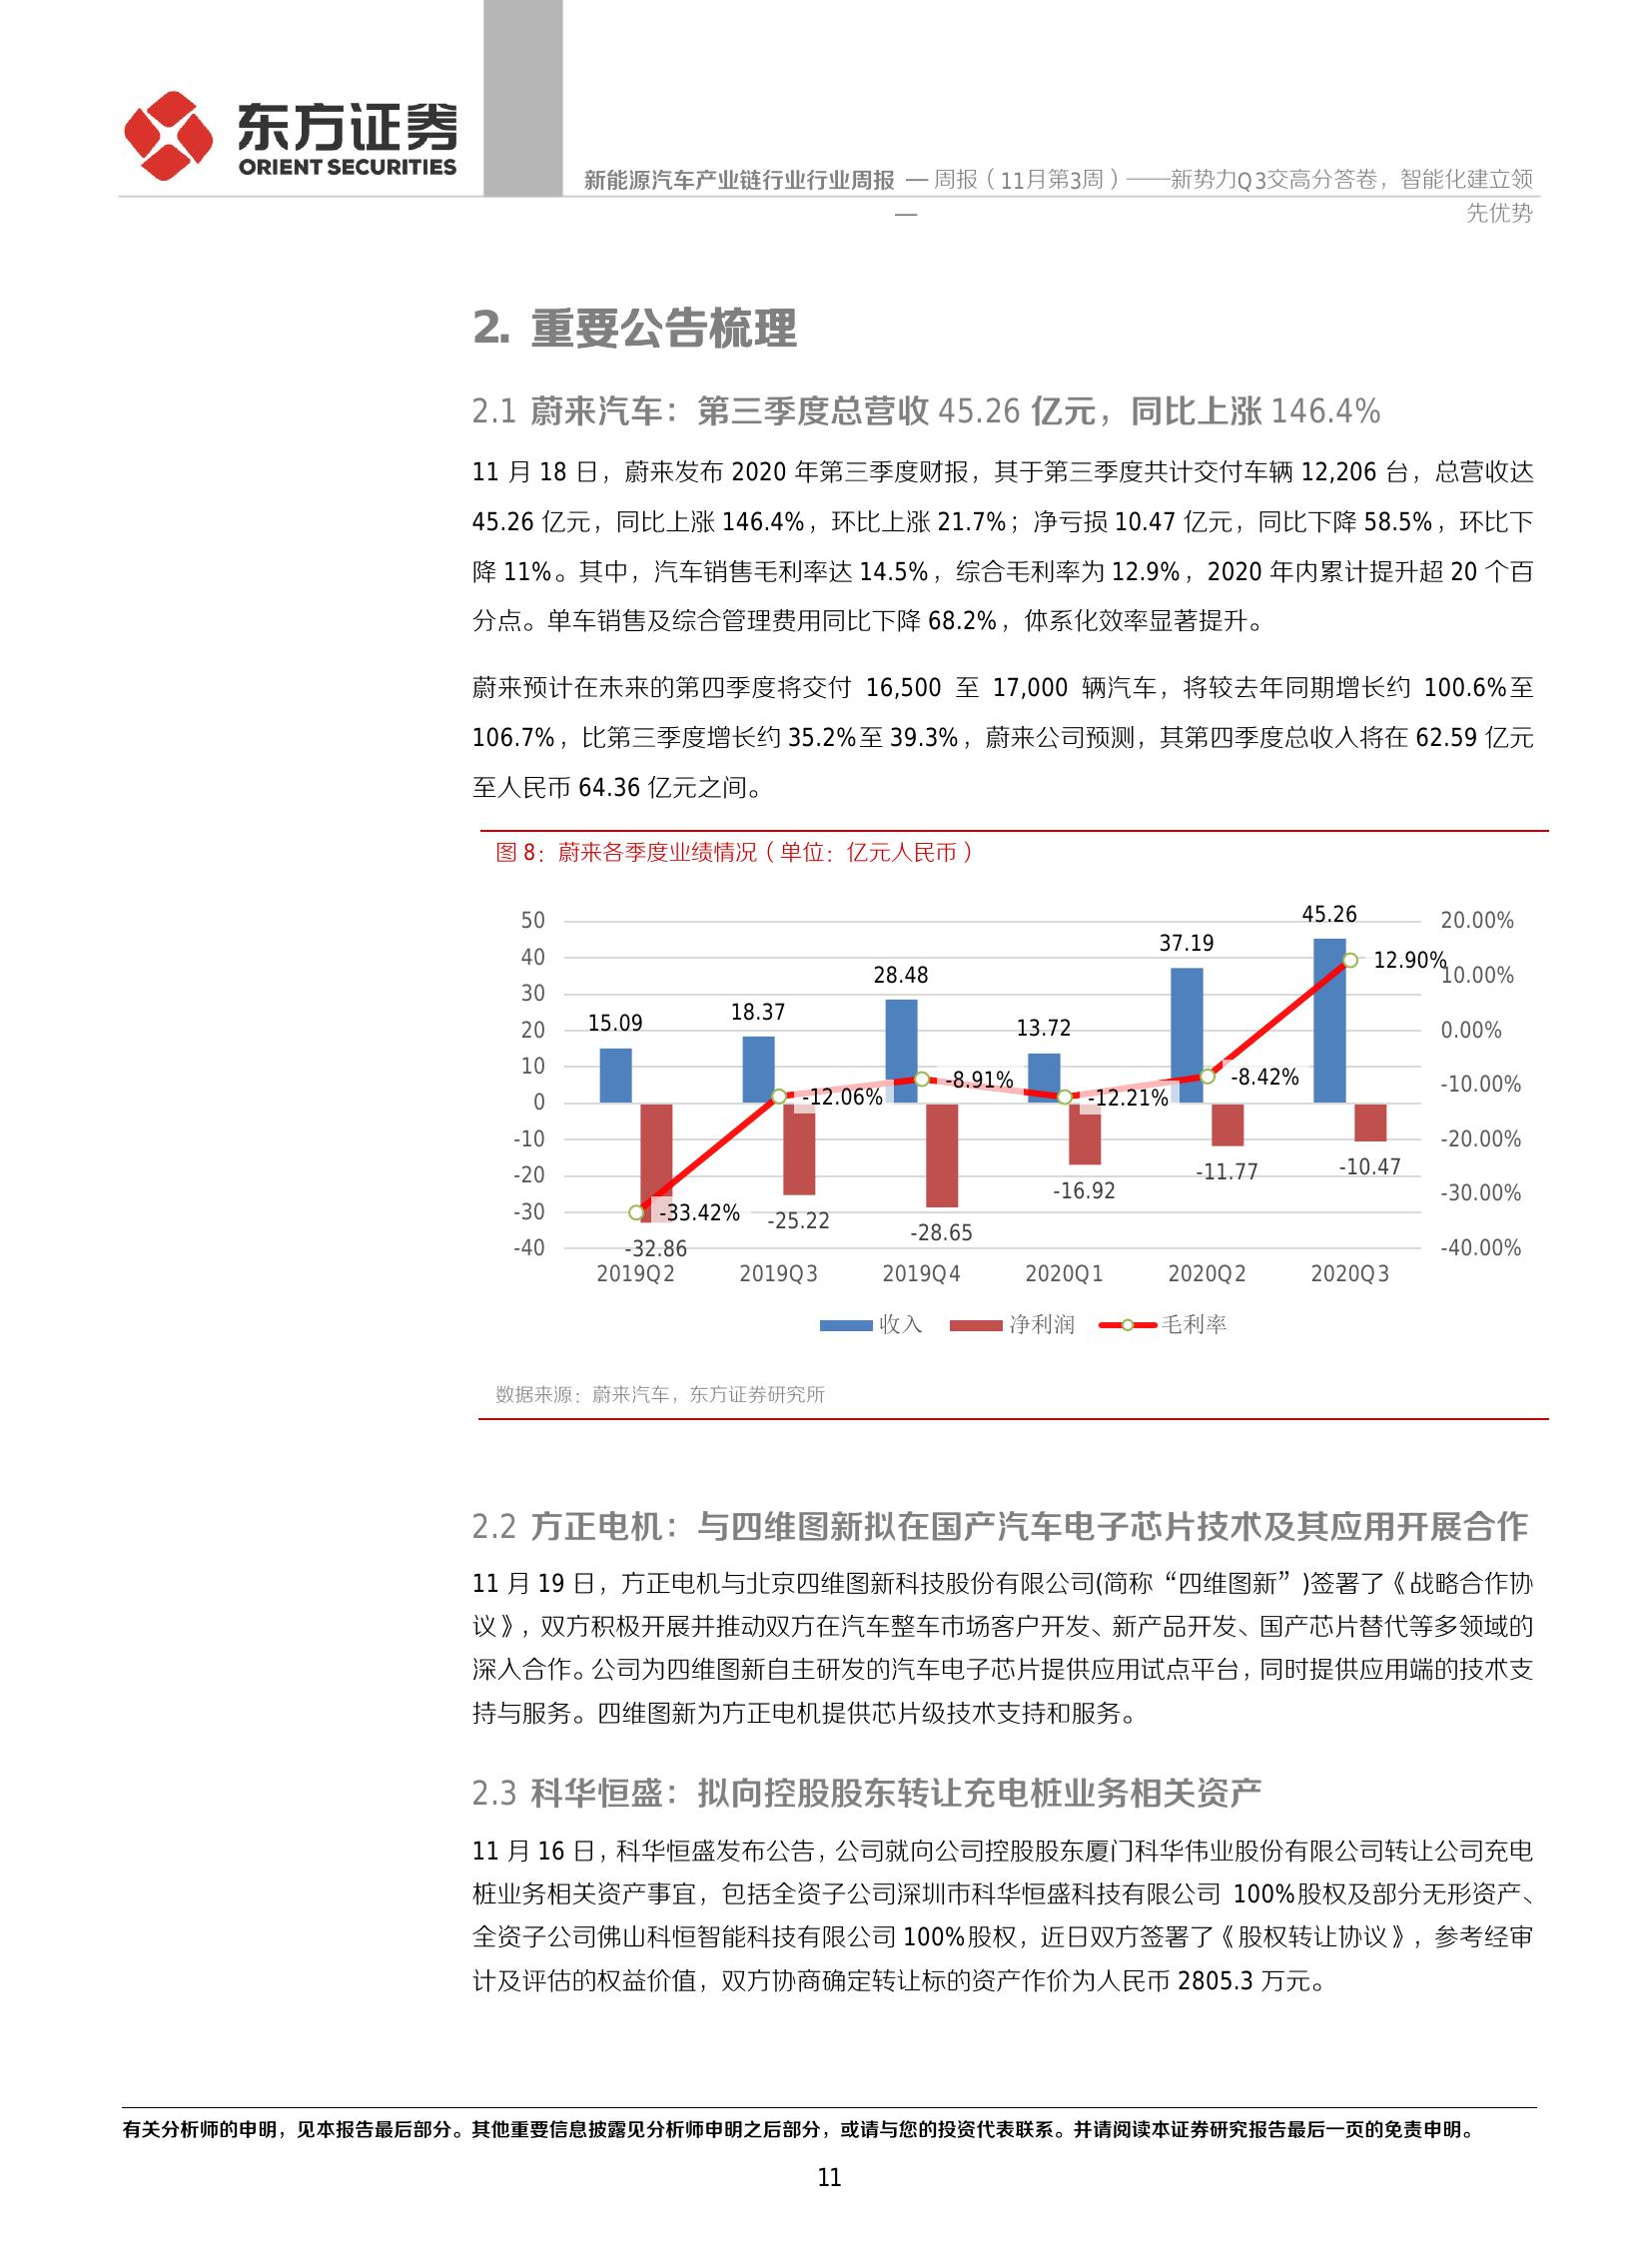 东方证券
ORIENT SECURITIES
新能源汽车产业链行业行业周报 — 周报（11月第3周）——新势力Q3交高分答卷，智能化建立领
— 先优势
2. 重要公告梳理
2.1 蔚来汽车：第三季度总营收 45.26 亿元，同比上涨 146.4%
11 月 18 日，蔚来发布 2020 年第三季度财报，其于第三季度共计交付车辆 12,206 台，总营收达
45.26 亿元，同比上涨 146.4%，环比上涨 21.7%；净亏损 10.47 亿元，同比下降 58.5%，环比下
降 11%。其中，汽车销售毛利率达 14.5%，综合毛利率为 12.9%，2020 年内累计提升超 20 个百
分点。单车销售及综合管理费用同比下降 68.2%，体系化效率显著提升。
蔚来预计在未来的第四季度将交付 16,500 至 17,000 辆汽车，将较去年同期增长约 100.6%至
106.7%，比第三季度增长约 35.2%至 39.3%，蔚来公司预测，其第四季度总收入将在 62.59 亿元
至人民币 64.36 亿元之间。
图 8：蔚来各季度业绩情况（单位：亿元人民币）
50
40
30
20
10
0
-10
-20
-30
-40
15.09
18.37
28.48
13.72
37.19
45.26
-33.42%
-12.06%
-8.91%
-12.21%
-8.42%
12.90%
-32.86
-25.22
-28.65
-16.92
-11.77
-10.47
20.00%
10.00%
0.00%
-10.00%
-20.00%
-30.00%
-40.00%
2019Q2 2019Q3 2019Q4 2020Q1 2020Q2 2020Q3
收入 净利润 毛利率
数据来源：蔚来汽车，东方证券研究所
2.2 方正电机：与四维图新拟在国产汽车电子芯片技术及其应用开展合作
11 月 19 日，方正电机与北京四维图新科技股份有限公司(简称“四维图新”)签署了《战略合作协
议》，双方积极开展并推动双方在汽车整车市场客户开发、新产品开发、国产芯片替代等多领域的
深入合作。公司为四维图新自主研发的汽车电子芯片提供应用试点平台，同时提供应用端的技术支
持与服务。四维图新为方正电机提供芯片级技术支持和服务。
2.3 科华恒盛：拟向控股股东转让充电桩业务相关资产
11 月 16 日，科华恒盛发布公告，公司就向公司控股股东厦门科华伟业股份有限公司转让公司充电
桩业务相关资产事宜，包括全资子公司深圳市科华恒盛科技有限公司 100%股权及部分无形资产、
全资子公司佛山科恒智能科技有限公司 100%股权，近日双方签署了《股权转让协议》，参考经审
计及评估的权益价值，双方协商确定转让标的资产作价为人民币 2805.3 万元。
有关分析师的申明，见本报告最后部分。其他重要信息披露见分析师申明之后部分，或请与您的投资代表联系。并请阅读本证券研究报告最后一页的免责申明。
11